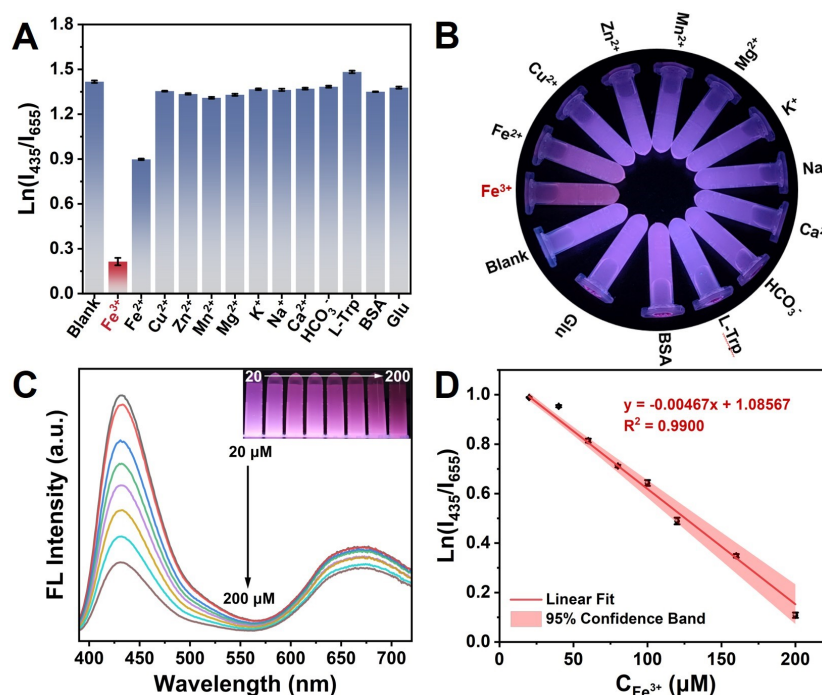 A
Ln(I₄₃₅/I₆₅₅)
1.8
1.5
1.2
0.9
0.6
0.3
0.0
Blank
Fe³⁺
Fe²⁺
Cu²⁺
Zn²⁺
Mn²⁺
Mg²⁺
K⁺
Na⁺
Ca²⁺
HCO₃⁻
L-Trp
BSA
Glu
B
Zn²⁺
Mn²⁺
Mg²⁺
K⁺
Na
Ca²
HCO₃⁻
L-Trp
BSA
Glu
Blank
Fe³⁺
Fe²⁺
Cu²⁺
C
FL Intensity (a.u.)
20
200
20 μM
200 μM
400 450 500 550 600 650 700
Wavelength (nm)
D
Ln(I₄₃₅/I₆₅₅)
1.0
0.8
0.6
0.4
0.2
0.0
y = -0.00467x + 1.08567
R² = 0.9900
Linear Fit
95% Confidence Band
0 50 100 150 200
C Fe³⁺ (μM)